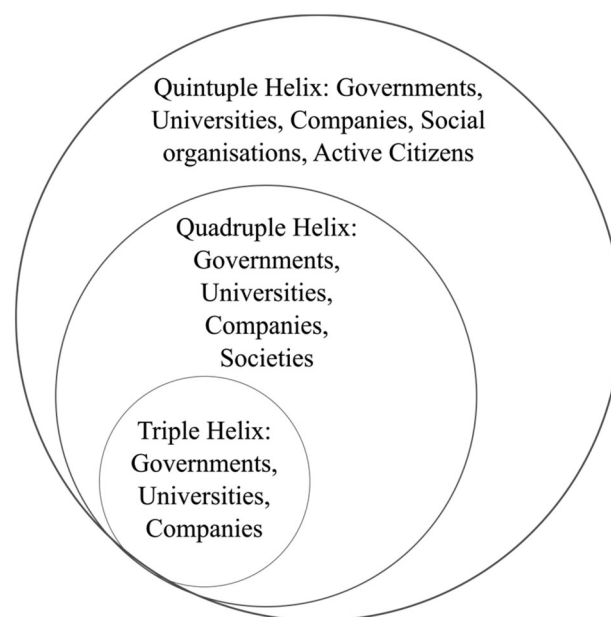 Quintuple Helix: Governments,
Universities, Companies, Social
organisations, Active Citizens
Quadruple Helix:
Governments,
Universities,
Companies,
Societies
Triple Helix:
Governments,
Universities,
Companies